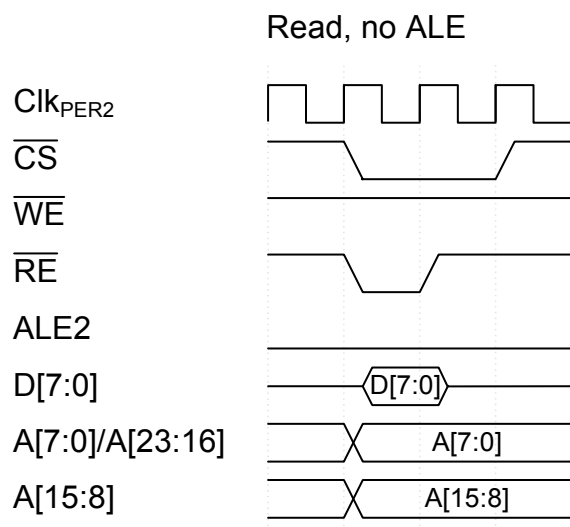 Read, no ALE
ClkPER2
CS
WE
RE
ALE2
D[7:0] D[7:0]
A[7:0]/A[23:16] A[7:0]
A[15:8] A[15:8]